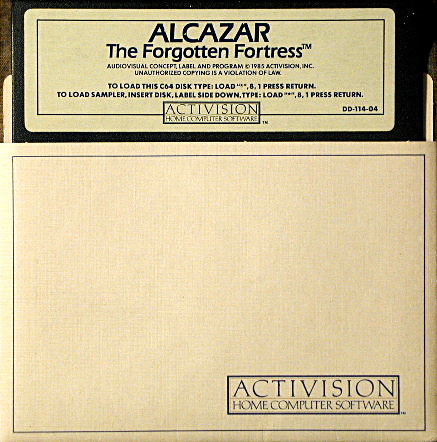 ALCAZAR
The Forgotten Fortress™
AUDIOVISUAL CONCEPT, LABEL AND PROGRAM © 1985 ACTIVISION, INC.
UNAUTHORIZED COPYING IS A VIOLATION OF LAW.
TO LOAD THIS C64 DISK TYPE: LOAD "*", 8, 1 PRESS RETURN.
TO LOAD SAMPLER, INSERT DISK, LABEL SIDE DOWN, TYPE: LOAD "*", 8, 1 PRESS RETURN.
ACTIVISION
HOME COMPUTER SOFTWARE™
DD-114-04
ACTIVISION
HOME COMPUTER SOFTWARE™